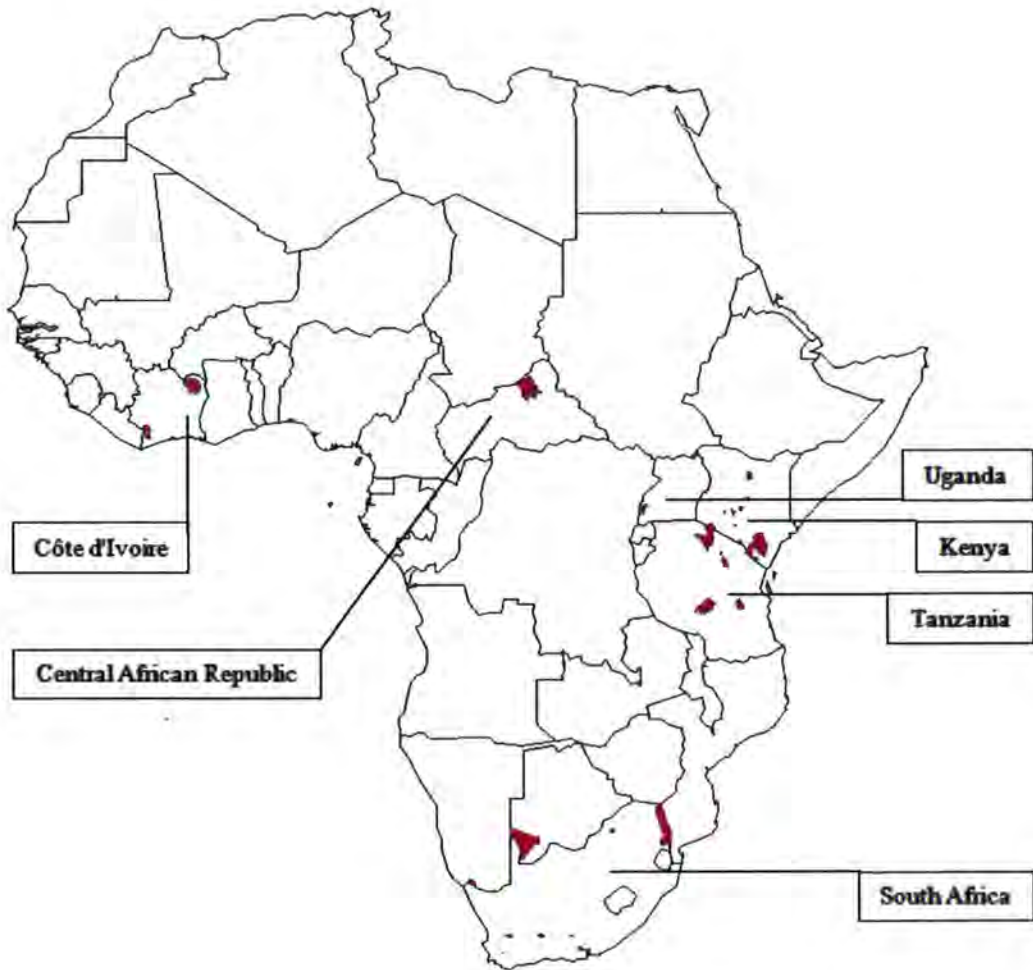 Uganda
Côte d'Ivoire
Kenya
Tanzania
Central African Republic
South Africa